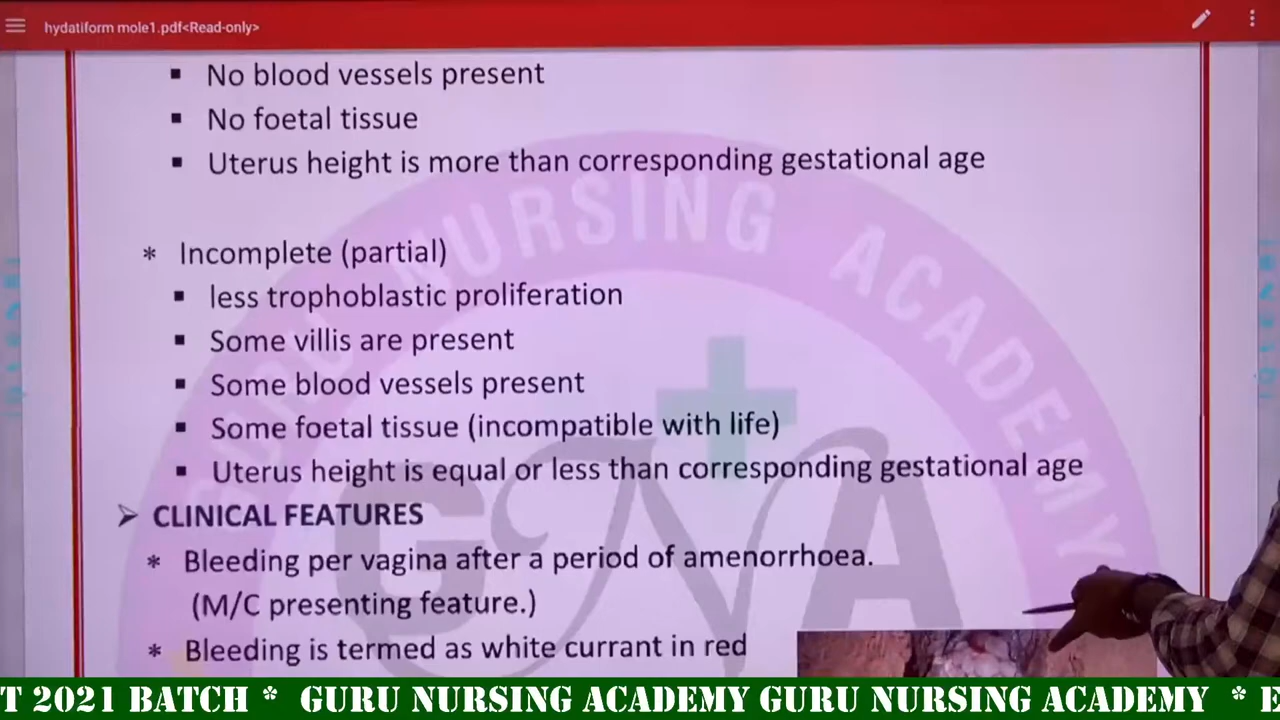 hydatiform mole1.pdf<Read-only>
▪ No blood vessels present
▪ No foetal tissue
▪ Uterus height is more than corresponding gestational age
* Incomplete (partial)
▪ less trophoblastic proliferation
▪ Some villis are present
▪ Some blood vessels present
▪ Some foetal tissue (incompatible with life)
▪ Uterus height is equal or less than corresponding gestational age
➢ CLINICAL FEATURES
* Bleeding per vagina after a period of amenorrhoea.
(M/C presenting feature.)
* Bleeding is termed as white currant in red
GURU NURSING ACADEMY
GNA
T 2021 BATCH * GURU NURSING ACADEMY GURU NURSING ACADEMY * E